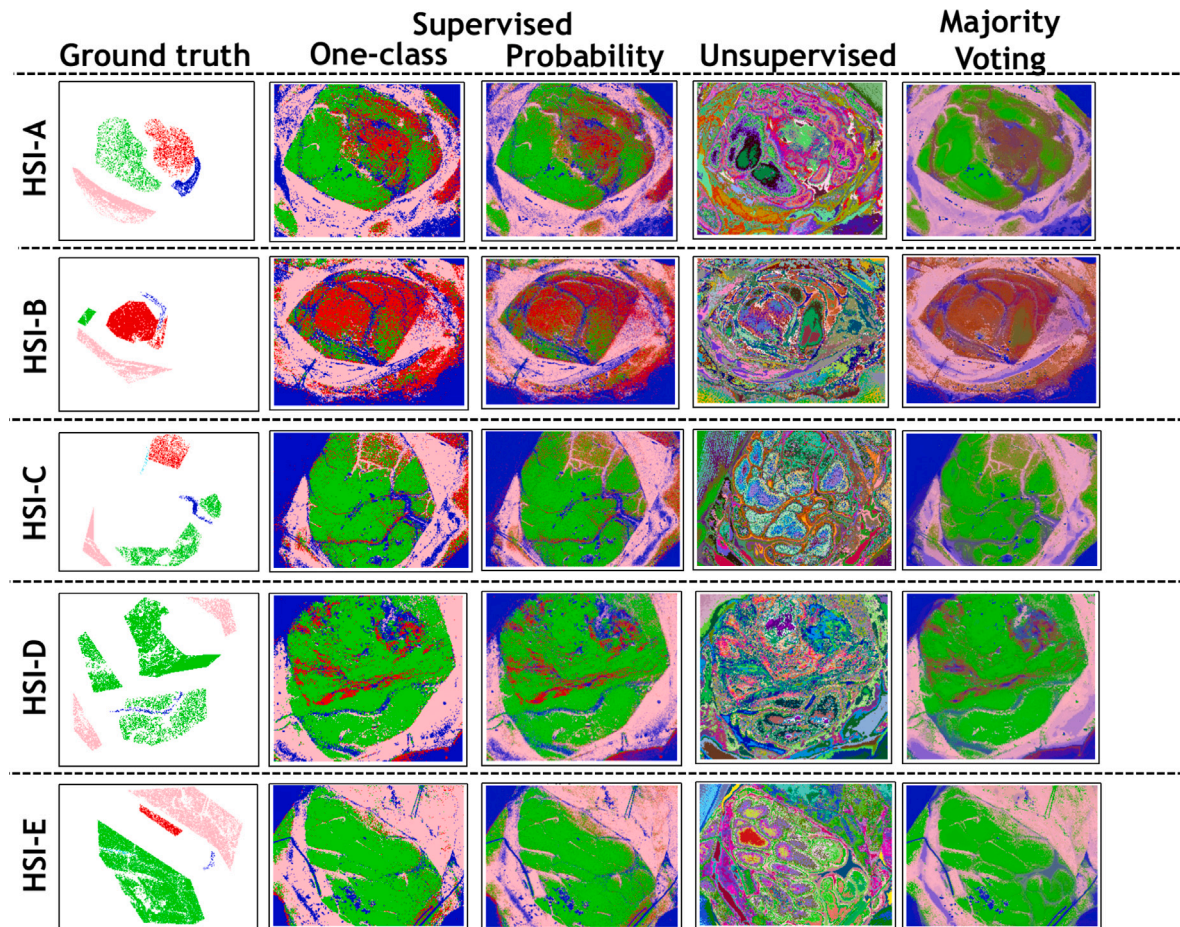 Supervised
Majority
Ground truth One-class Probability Unsupervised Voting
HSI-A
HSI-B
HSI-C
HSI-D
HSI-E